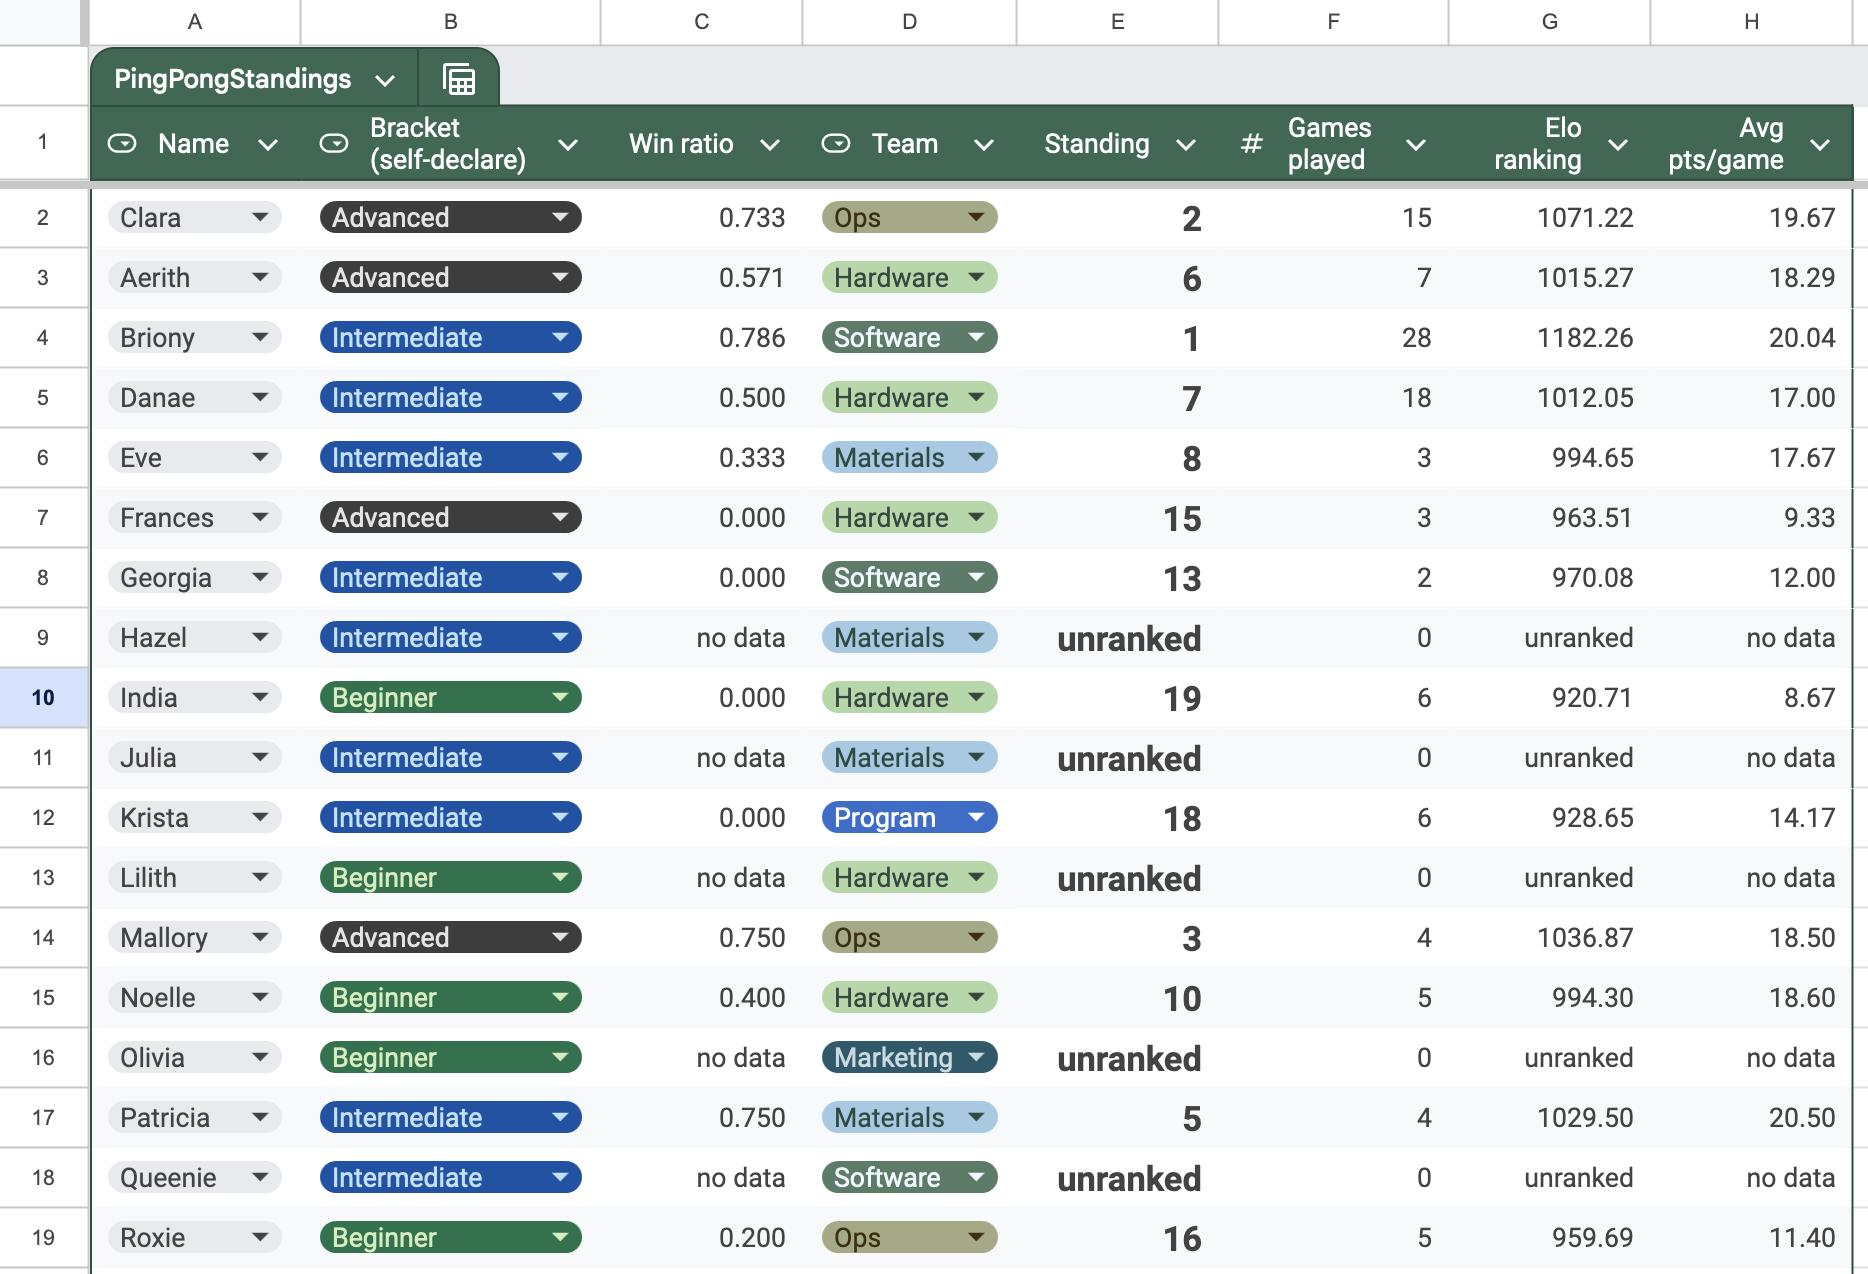 A B C D E F G H
PingPongStandings
1 Name Bracket (self-declare) Win ratio Team Standing # Games played Elo ranking Avg pts/game
2 Clara Advanced 0.733 Ops 2 15 1071.22 19.67
3 Aerith Advanced 0.571 Hardware 6 7 1015.27 18.29
4 Briony Intermediate 0.786 Software 1 28 1182.26 20.04
5 Danae Intermediate 0.500 Hardware 7 18 1012.05 17.00
6 Eve Intermediate 0.333 Materials 8 3 994.65 17.67
7 Frances Advanced 0.000 Hardware 15 3 963.51 9.33
8 Georgia Intermediate 0.000 Software 13 2 970.08 12.00
9 Hazel Intermediate no data Materials unranked 0 unranked no data
10 India Beginner 0.000 Hardware 19 6 920.71 8.67
11 Julia Intermediate no data Materials unranked 0 unranked no data
12 Krista Intermediate 0.000 Program 18 6 928.65 14.17
13 Lilith Beginner no data Hardware unranked 0 unranked no data
14 Mallory Advanced 0.750 Ops 3 4 1036.87 18.50
15 Noelle Beginner 0.400 Hardware 10 5 994.30 18.60
16 Olivia Beginner no data Marketing unranked 0 unranked no data
17 Patricia Intermediate 0.750 Materials 5 4 1029.50 20.50
18 Queenie Intermediate no data Software unranked 0 unranked no data
19 Roxie Beginner 0.200 Ops 16 5 959.69 11.40